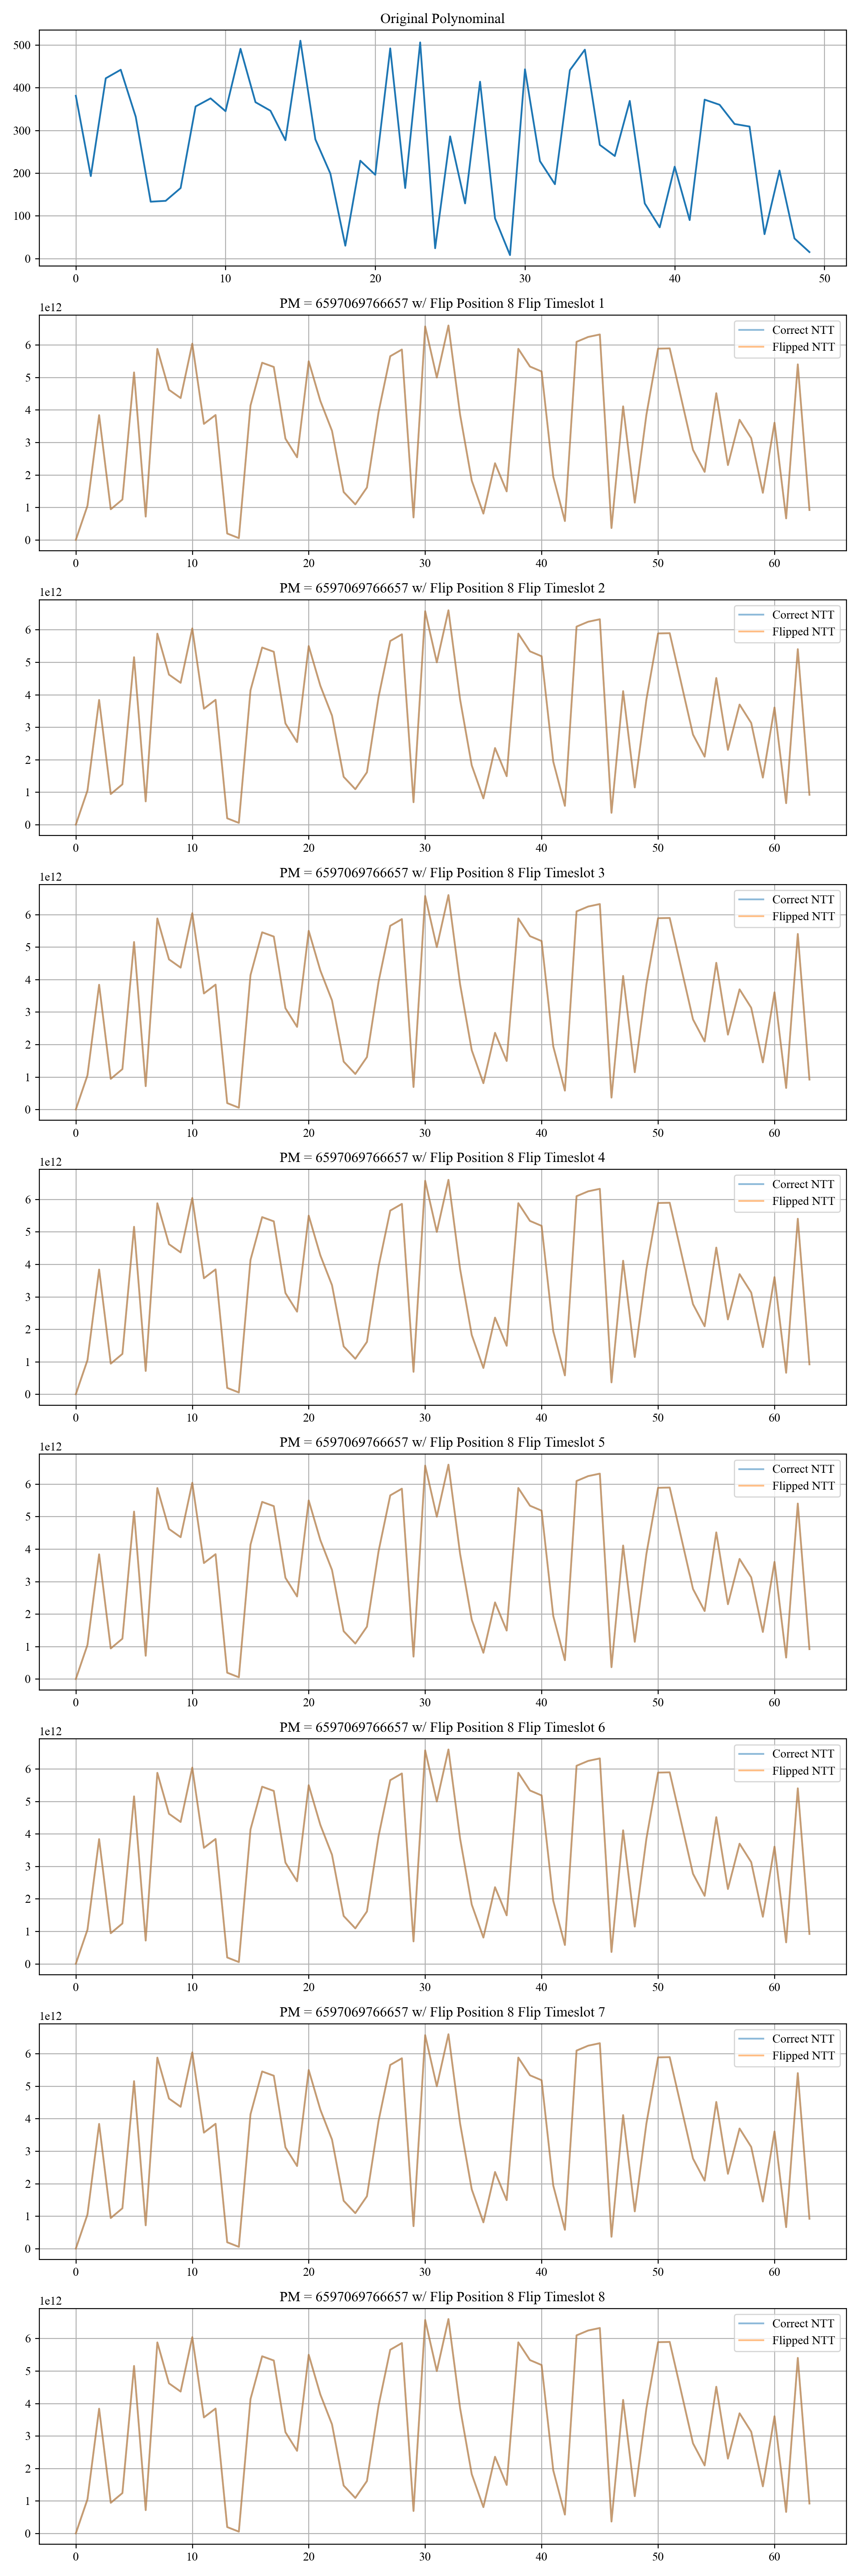 Original Polynominal
500
400
300
200
100
0
0 10 20 30 40 50
PM = 6597069766657 w/ Flip Position 8 Flip Timeslot 1
1e12
Correct NTT
Flipped NTT
6
5
4
3
2
1
0
0 10 20 30 40 50 60
PM = 6597069766657 w/ Flip Position 8 Flip Timeslot 2
1e12
Correct NTT
Flipped NTT
6
5
4
3
2
1
0
0 10 20 30 40 50 60
PM = 6597069766657 w/ Flip Position 8 Flip Timeslot 3
1e12
Correct NTT
Flipped NTT
6
5
4
3
2
1
0
0 10 20 30 40 50 60
PM = 6597069766657 w/ Flip Position 8 Flip Timeslot 4
1e12
Correct NTT
Flipped NTT
6
5
4
3
2
1
0
0 10 20 30 40 50 60
PM = 6597069766657 w/ Flip Position 8 Flip Timeslot 5
1e12
Correct NTT
Flipped NTT
6
5
4
3
2
1
0
0 10 20 30 40 50 60
PM = 6597069766657 w/ Flip Position 8 Flip Timeslot 6
1e12
Correct NTT
Flipped NTT
6
5
4
3
2
1
0
0 10 20 30 40 50 60
PM = 6597069766657 w/ Flip Position 8 Flip Timeslot 7
1e12
Correct NTT
Flipped NTT
6
5
4
3
2
1
0
0 10 20 30 40 50 60
PM = 6597069766657 w/ Flip Position 8 Flip Timeslot 8
1e12
Correct NTT
Flipped NTT
6
5
4
3
2
1
0
0 10 20 30 40 50 60